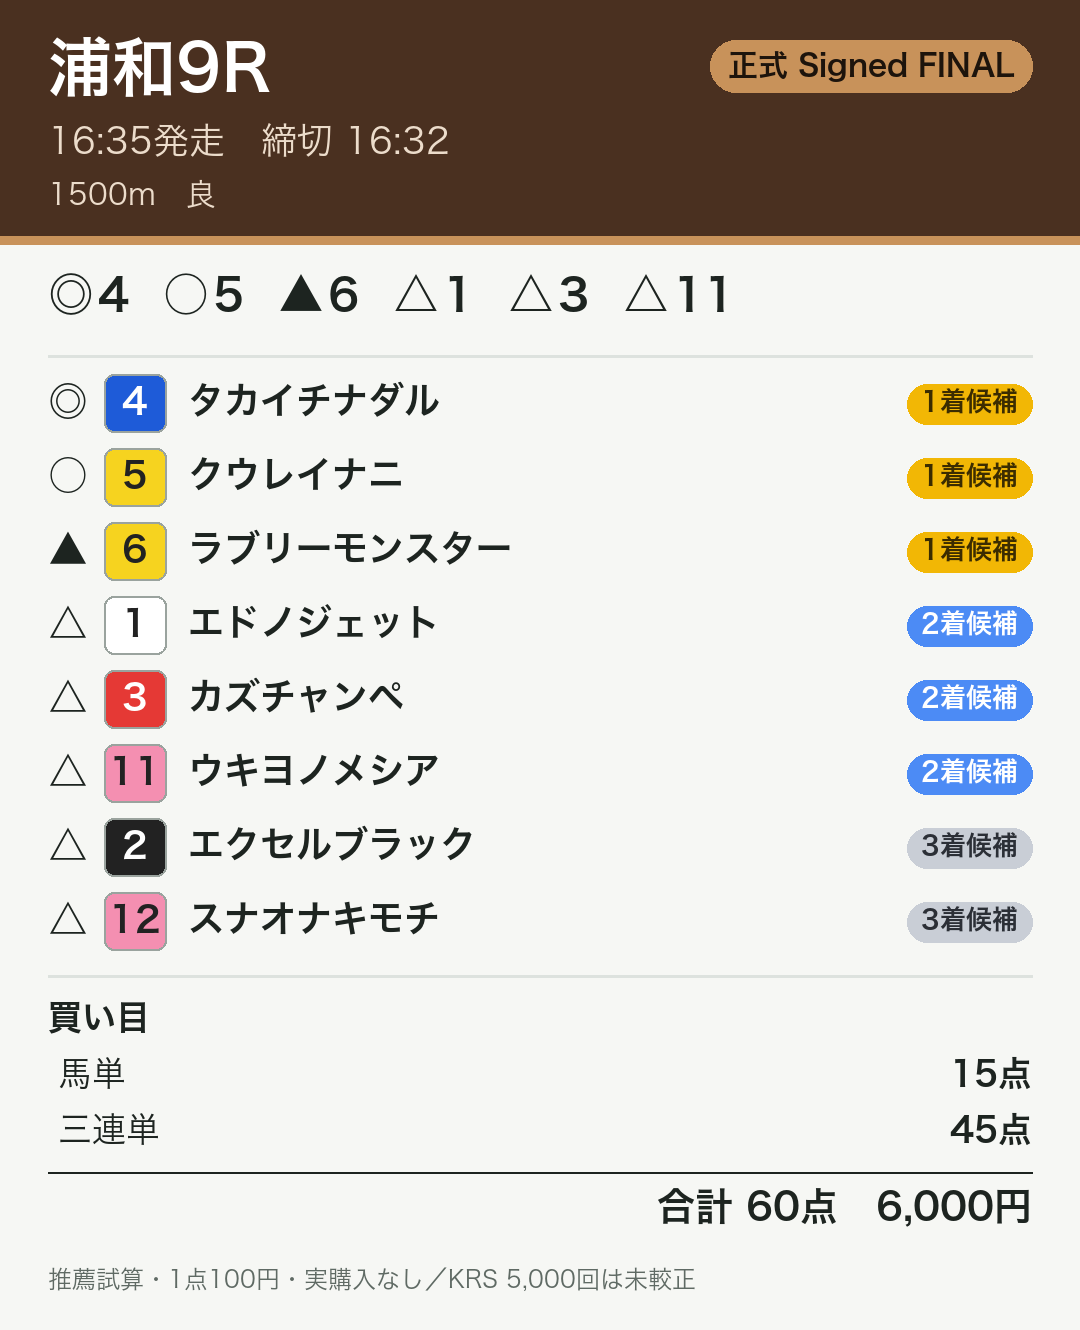 浦和9R
正式 Signed FINAL
16:35発走　締切 16:32
1500m　良
◎4 ○5 ▲6 △1 △3 △11
◎ 4 タカイチナダル 1着候補
○ 5 クウレイナニ 1着候補
▲ 6 ラブリーモンスター 1着候補
△ 1 エドノジェット 2着候補
△ 3 カズチャンペ 2着候補
△ 11 ウキヨノメシア 2着候補
△ 2 エクセルブラック 3着候補
△ 12 スナオナキモチ 3着候補
買い目
馬単 15点
三連単 45点
合計 60点　6,000円
推薦試算・1点100円・実購入なし／KRS 5,000回は未較正